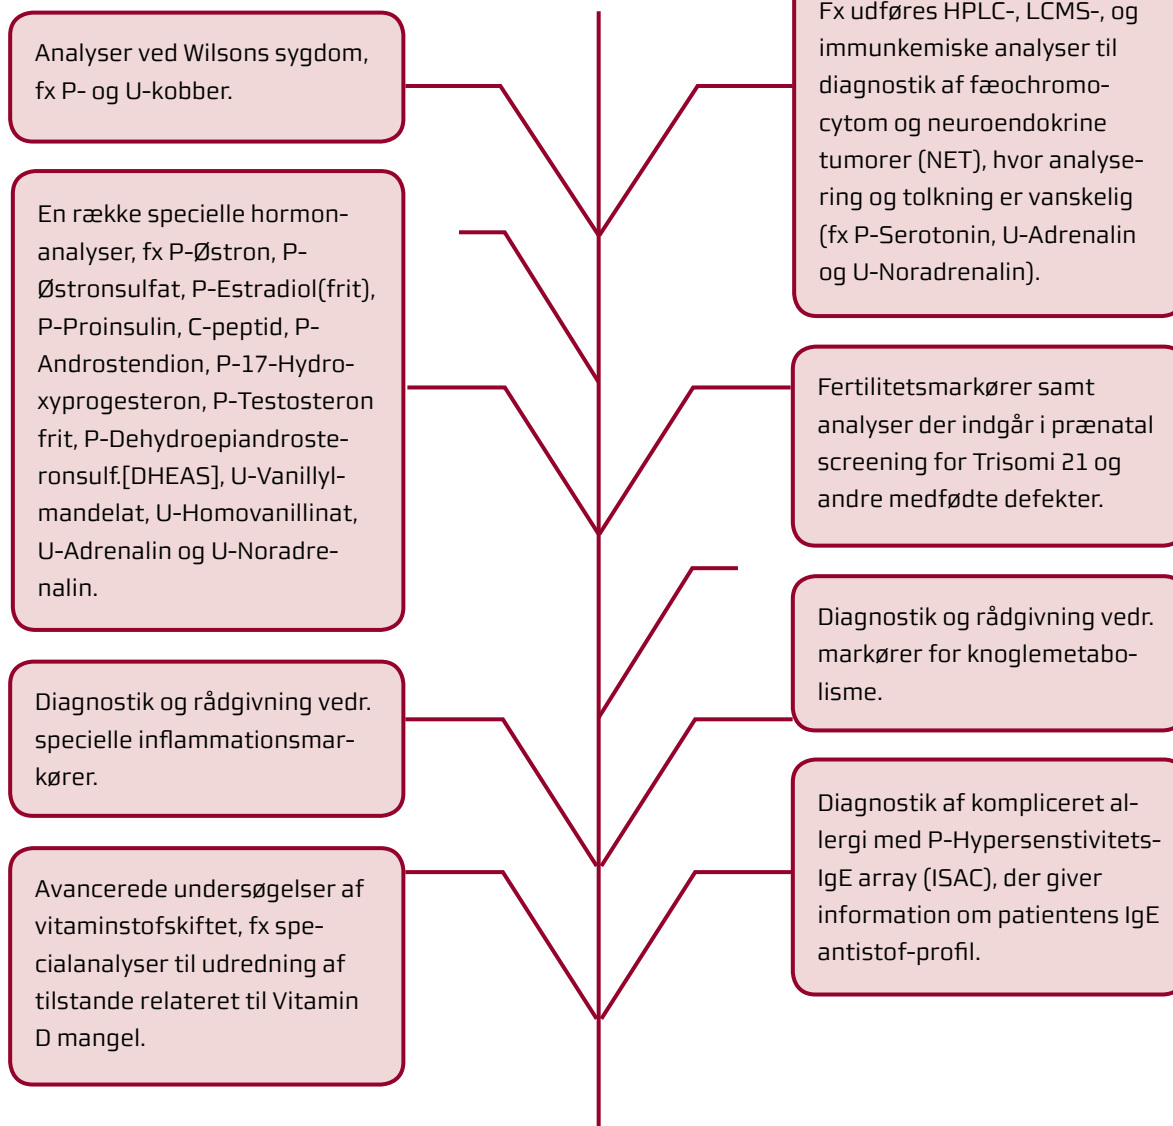 Analyser ved Wilsons sygdom,
fx P- og U-kobber.
En række specielle hormon-
analyser, fx P-Østron, P-
Østronsulfat, P-Estradiol(frit),
P-Proinsulin, C-peptid, P-
Androstendion, P-17-Hydro-
xyprogesteron, P-Testosteron
frit, P-Dehydroepiandroste-
ronsulf.[DHEAS], U-Vanillyl-
mandelat, U-Homovanillinat,
U-Adrenalin og U-Noradre-
nalin.
Diagnostik og rådgivning vedr.
specielle inflammationsmar-
kører.
Avancerede undersøgelser af
vitaminstofskiftet, fx spe-
cialanalyser til udredning af
tilstande relateret til Vitamin
D mangel.
Fx udføres HPLC-, LCMS-, og
immunkemiske analyser til
diagnostik af fæochromo-
cytom og neuroendokrine
tumorer (NET), hvor analyse-
ring og tolkning er vanskelig
(fx P-Serotonin, U-Adrenalin
og U-Noradrenalin).
Fertilitetsmarkører samt
analyser der indgår i prænatal
screening for Trisomi 21 og
andre medfødte defekter.
Diagnostik og rådgivning vedr.
markører for knoglemetabo-
lisme.
Diagnostik af kompliceret al-
lergi med P-Hypersenstivitets-
IgE array (ISAC), der giver
information om patientens IgE
antistof-profil.